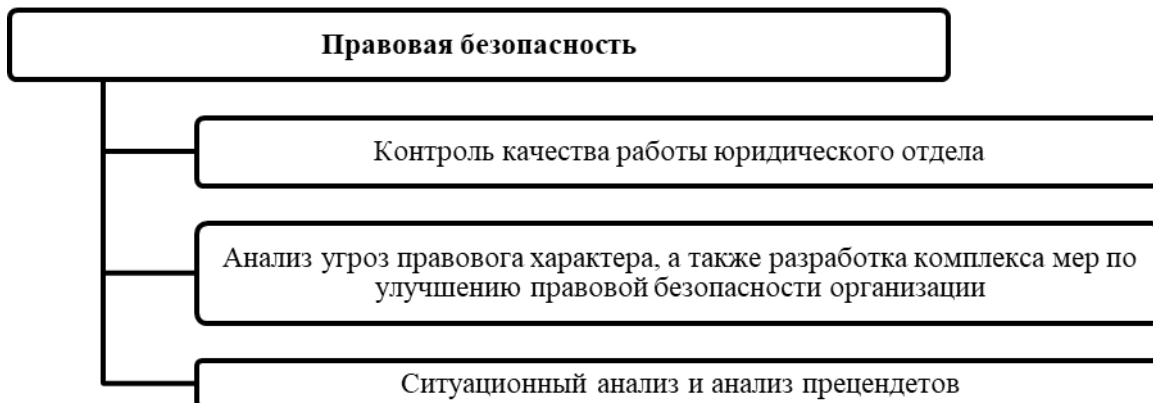 Правовая безопасность
Контроль качества работы юридического отдела
Анализ угроз правовога характера, а также разработка комплекса мер по
улучшению правовой безопасности организации
Ситуационный анализ и анализ прецендетов